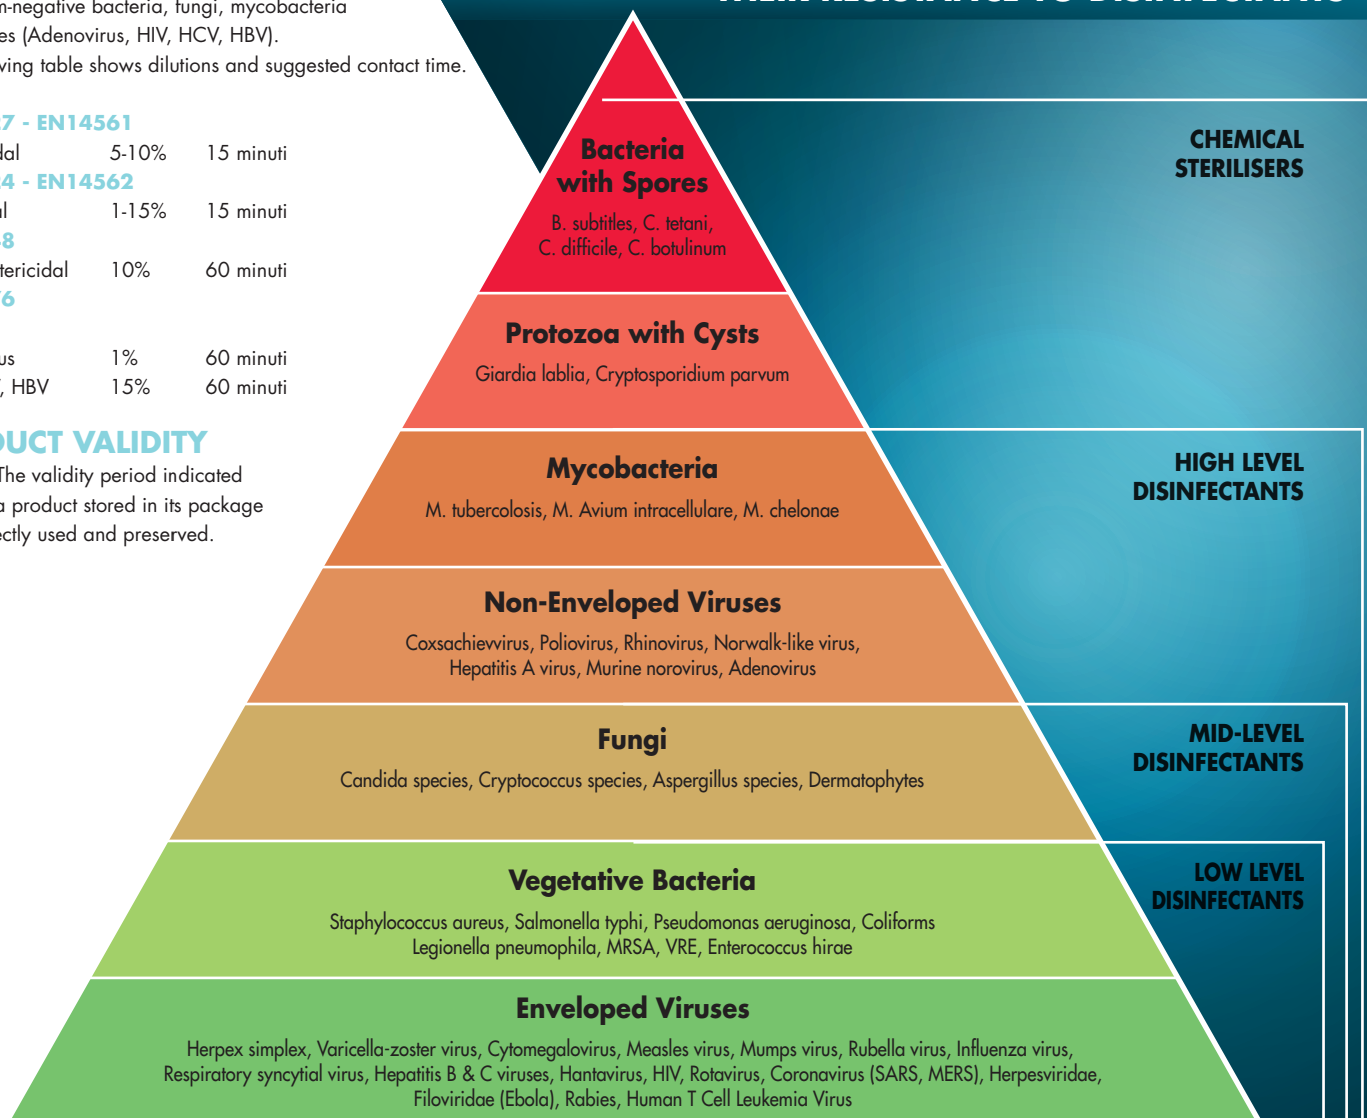 es (Adenovirus, HIV, HCV, HBV).
ving table shows dilutions and suggested contact time.
- EN14561
5-10% 15 minuti
- EN14562
1-15% 15 minuti
tericidal 10% 60 minuti
1% 60 minuti
, HBV 15% 60 minuti
VALIDITY
The validity period indicated
a product stored in its package
ectly used and preserved.
-negative bacteria, fungi, mycobacteria
THEIR RESISTANCE TO DISINFECTANTS
Bacteria
with Spores
B. subtitles, C. tetani,
C. difficile, C. botulinum
CHEMICAL
STERILISERS
Protozoa with Cysts
Giardia lablia, Cryptosporidium parvum
Mycobacteria
M. tubercolosis, M. Avium intracellulare, M. chelonae
HIGH LEVEL
DISINFECTANTS
Non-Enveloped Viruses
Coxsachievvirus, Poliovirus, Rhinovirus, Norwalk-like virus,
Hepatitis A virus, Murine norovirus, Adenovirus
Fungi
Candida species, Cryptococcus species, Aspergillus species, Dermatophytes
MID-LEVEL
DISINFECTANTS
Vegetative Bacteria
Staphylococcus aureus, Salmonella typhi, Pseudomonas aeruginosa, Coliforms
Legionella pneumophila, MRSA, VRE, Enterococcus hirae
LOW LEVEL
DISINFECTANTS
Enveloped Viruses
Herpex simplex, Varicella-zoster virus, Cytomegalovirus, Measles virus, Mumps virus, Rubella virus, Influenza virus,
Respiratory syncytial virus, Hepatitis B & C viruses, Hantavirus, HIV, Rotavirus, Coronavirus (SARS, MERS), Herpesviridae,
Filoviridae (Ebola), Rabies, Human T Cell Leukemia Virus